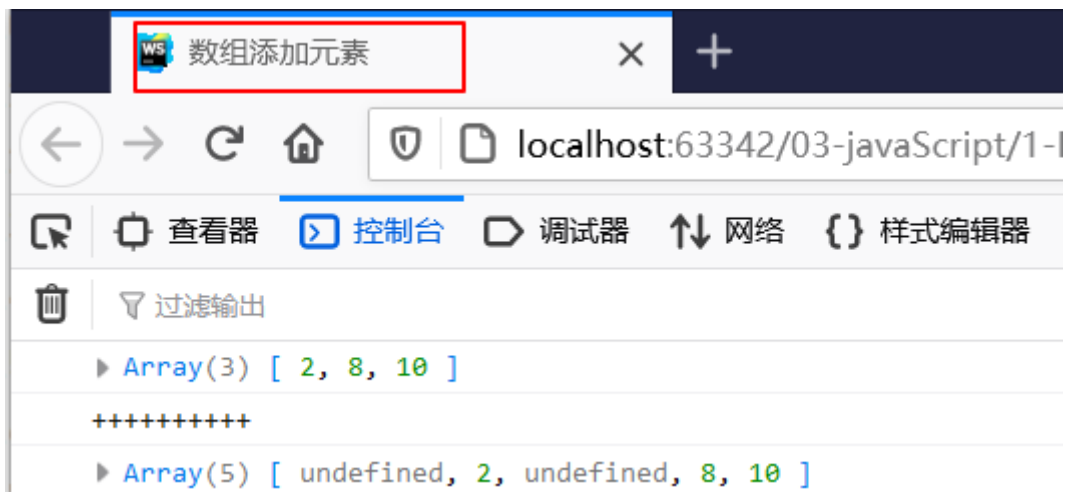 WS 数组添加元素
localhost:63342/03-javaScript/1-
查看器 控制台 调试器 网络 {} 样式编辑器
过滤输出
Array(3) [ 2, 8, 10 ]
++++++++++
Array(5) [ undefined, 2, undefined, 8, 10 ]